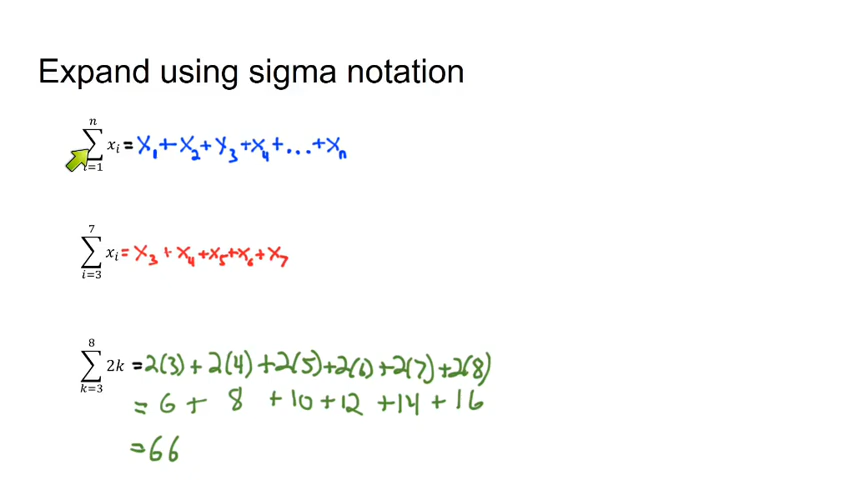 Expand using sigma notation
n
∑ xᵢ = x₁ + x₂ + x₃ + x₄ + ... + xₙ
i=1
7
∑ xᵢ = x₃ + x₄ + x₅ + x₆ + x₇
i=3
8
∑ 2k = 2(3) + 2(4) + 2(5) + 2(6) + 2(7) + 2(8)
k=3
= 6 + 8 + 10 + 12 + 14 + 16
= 66